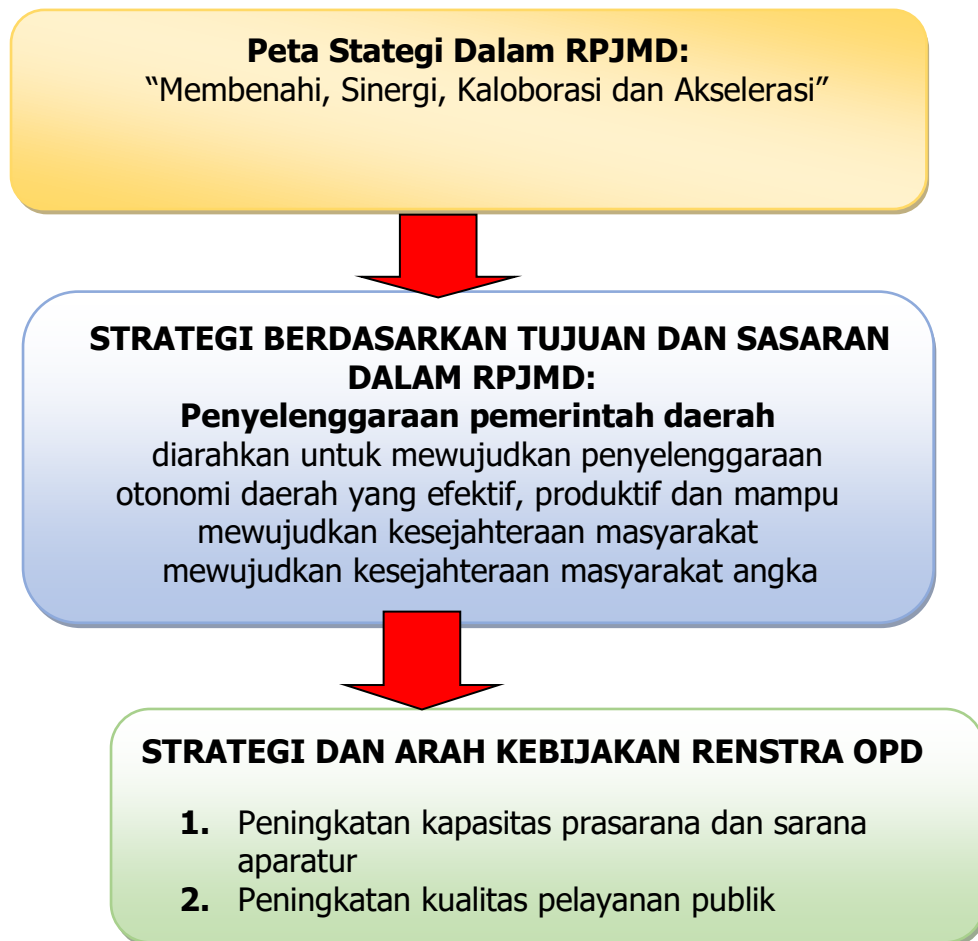 Peta Stategi Dalam RPJMD:
“Membenahi, Sinergi, Kaloborasi dan Akselerasi”
STRATEGI BERDASARKAN TUJUAN DAN SASARAN
DALAM RPJMD:
Penyelenggaraan pemerintah daerah
diarahkan untuk mewujudkan penyelenggaraan
otonomi daerah yang efektif, produktif dan mampu
mewujudkan kesejahteraan masyarakat
mewujudkan kesejahteraan masyarakat angka
STRATEGI DAN ARAH KEBIJAKAN RENSTRA OPD
1. Peningkatan kapasitas prasarana dan sarana
aparatur
2. Peningkatan kualitas pelayanan publik